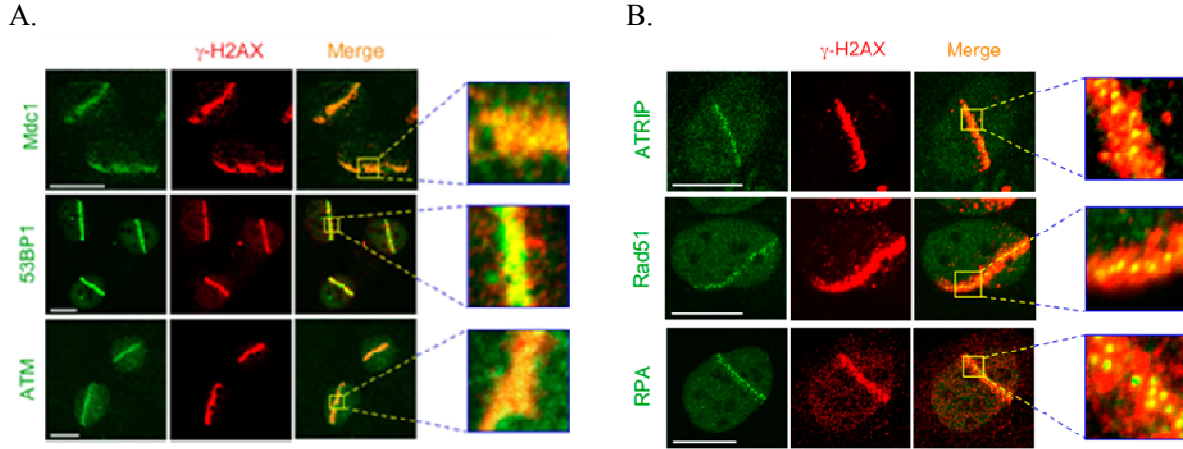 A.
γ-H2AX Merge
Mdc1
53BP1
ATM
B.
γ-H2AX Merge
ATRIP
Rad51
RPA